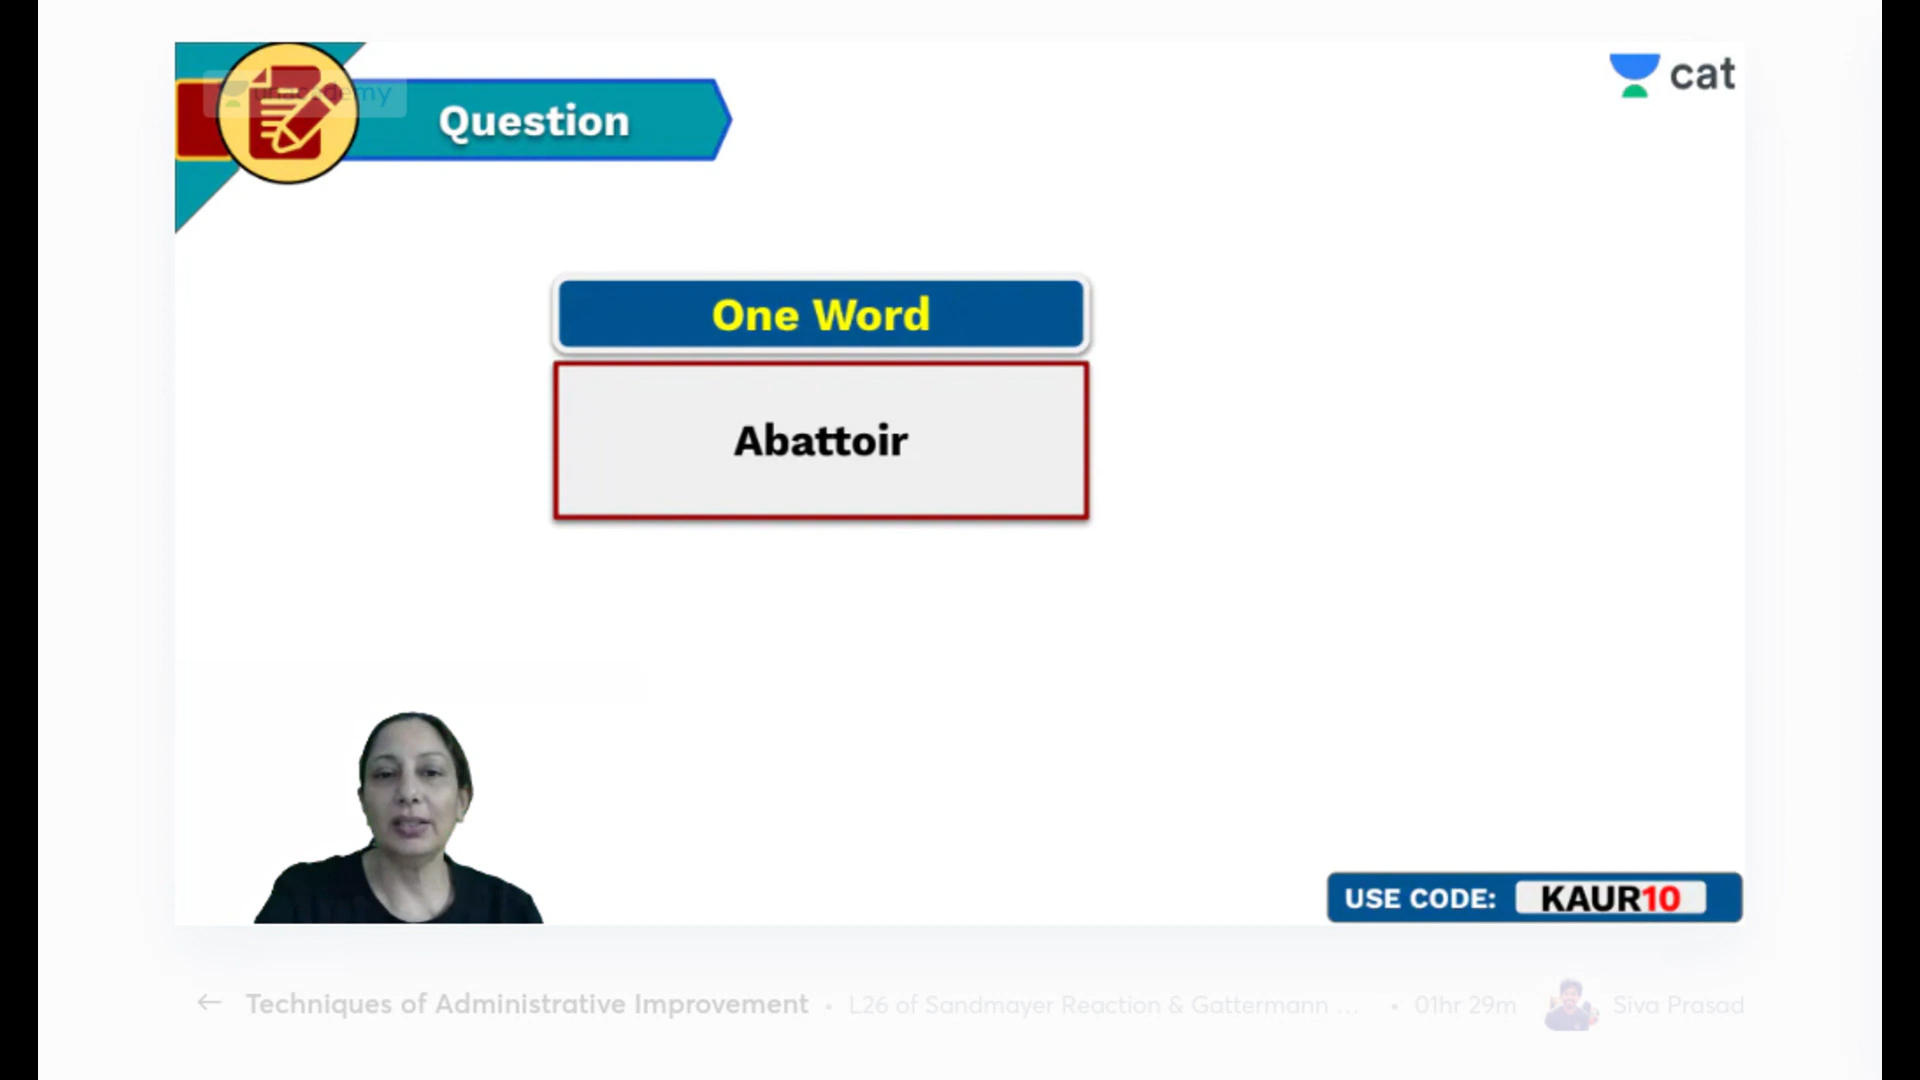 unacademy
Question
cat
One Word
Abattoir
USE CODE: KAUR10
Techniques of Administrative Improvement • L26 of Sandmayer Reaction & Gattermann ... • 01hr 29m Siva Prasad